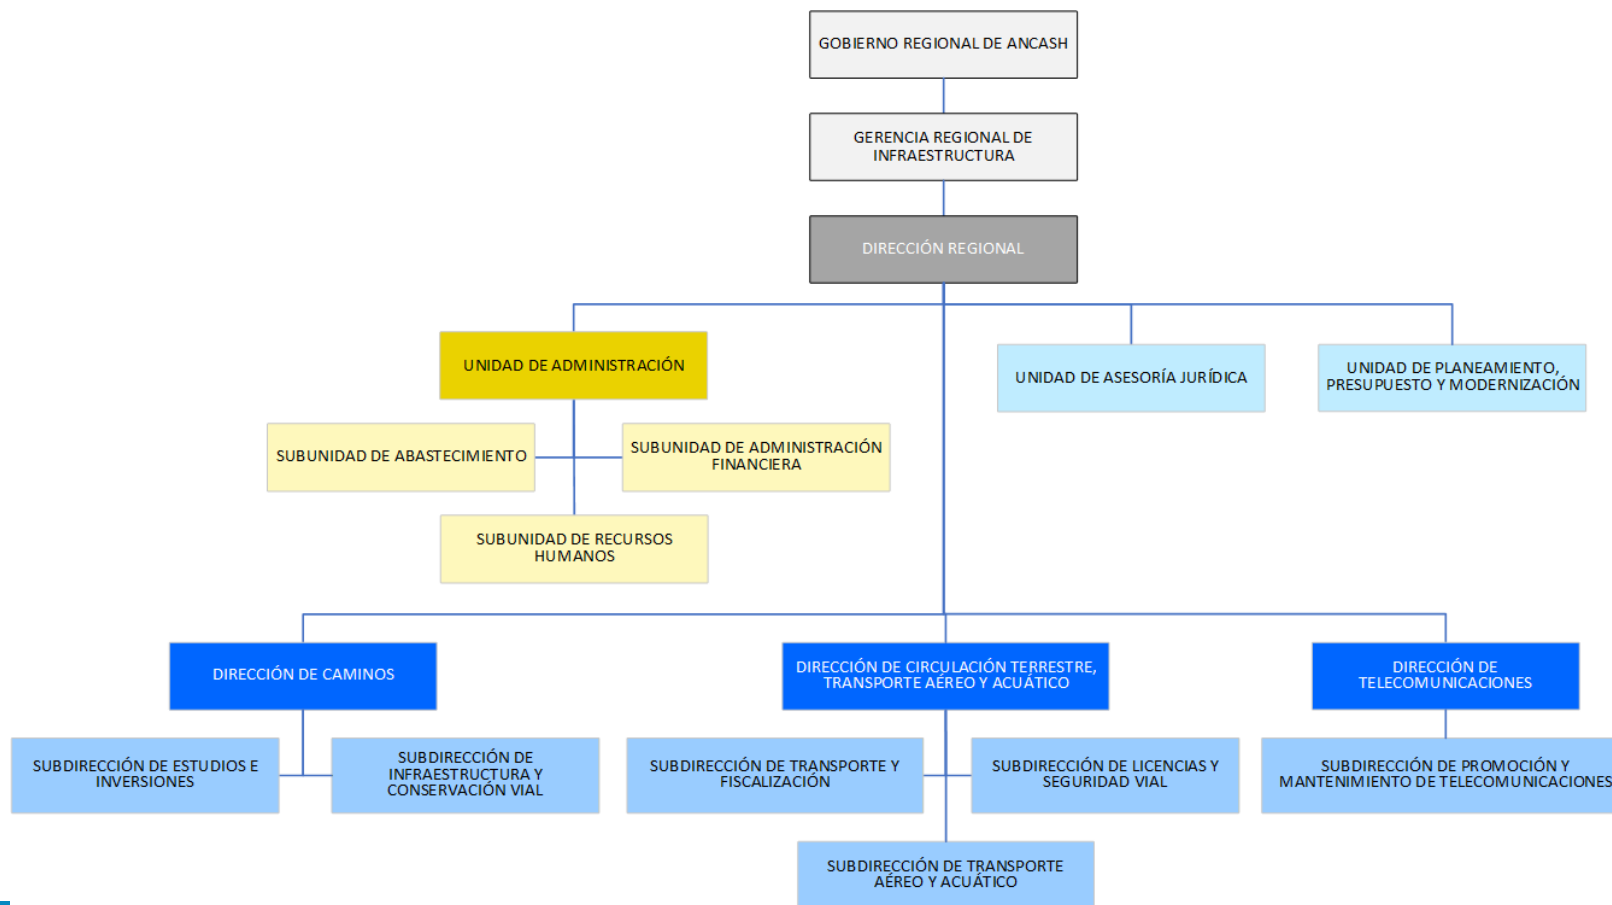 GOBIERNO REGIONAL DE ANCASH
GERENCIA REGIONAL DE
INFRAESTRUCTURA
DIRECCIÓN REGIONAL
UNIDAD DE ADMINISTRACIÓN
UNIDAD DE ASESORÍA JURÍDICA
UNIDAD DE PLANEAMIENTO,
PRESUPUESTO Y MODERNIZACIÓN
SUBUNIDAD DE ABASTECIMIENTO
SUBUNIDAD DE ADMINISTRACIÓN
FINANCIERA
SUBUNIDAD DE RECURSOS
HUMANOS
DIRECCIÓN DE CAMINOS
DIRECCIÓN DE CIRCULACIÓN TERRESTRE,
TRANSPORTE AÉREO Y ACUÁTICO
DIRECCIÓN DE
TELECOMUNICACIONES
SUBDIRECCIÓN DE ESTUDIOS E
INVERSIONES
SUBDIRECCIÓN DE
INFRAESTRUCTURA Y
CONSERVACIÓN VIAL
SUBDIRECCIÓN DE TRANSPORTE Y
FISCALIZACIÓN
SUBDIRECCIÓN DE LICENCIAS Y
SEGURIDAD VIAL
SUBDIRECCIÓN DE PROMOCIÓN Y
MANTENIMIENTO DE TELECOMUNICACIONES
SUBDIRECCIÓN DE TRANSPORTE
AÉREO Y ACUÁTICO